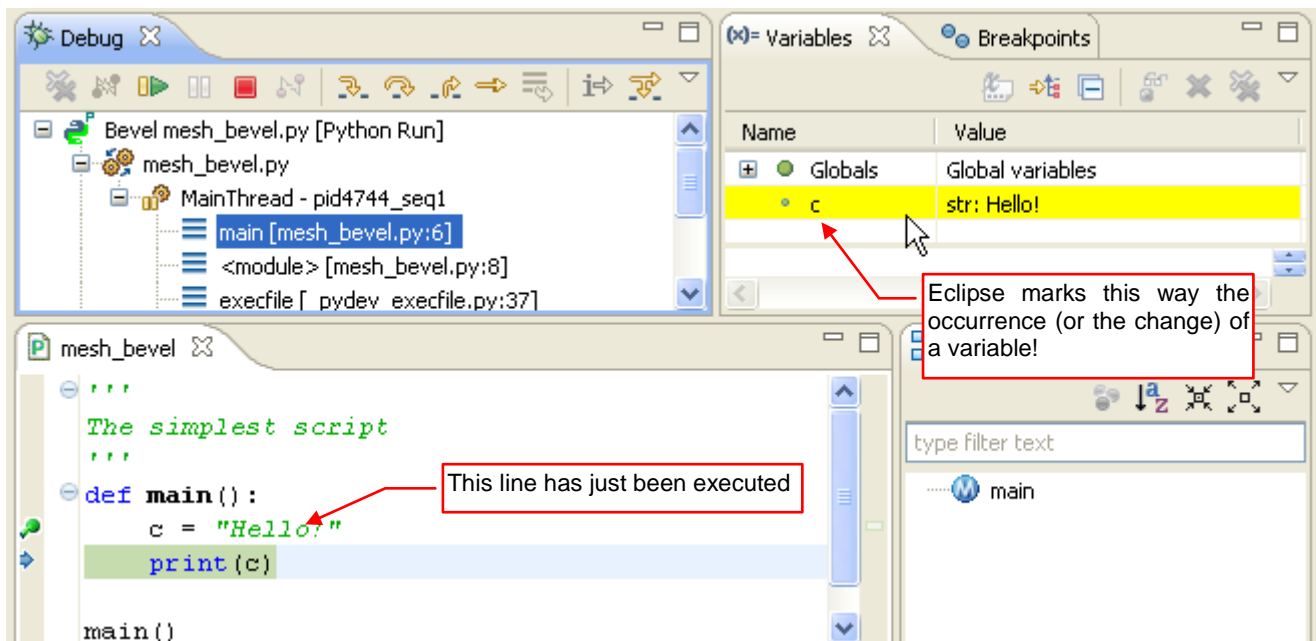 Debug
Bevel mesh_bevel.py [Python Run]
mesh_bevel.py
MainThread - pid4744_seq1
main [mesh_bevel.py:6]
<module> [mesh_bevel.py:8]
execfile [_pydev_execfile.py:37]
(x)= Variables
Breakpoints
Name Value
Globals Global variables
c str: Hello!
Eclipse marks this way the
occurrence (or the change) of
a variable!
mesh_bevel
'''
The simplest script
'''
def main():
c = "Hello!"
print(c)
main()
This line has just been executed
type filter text
main